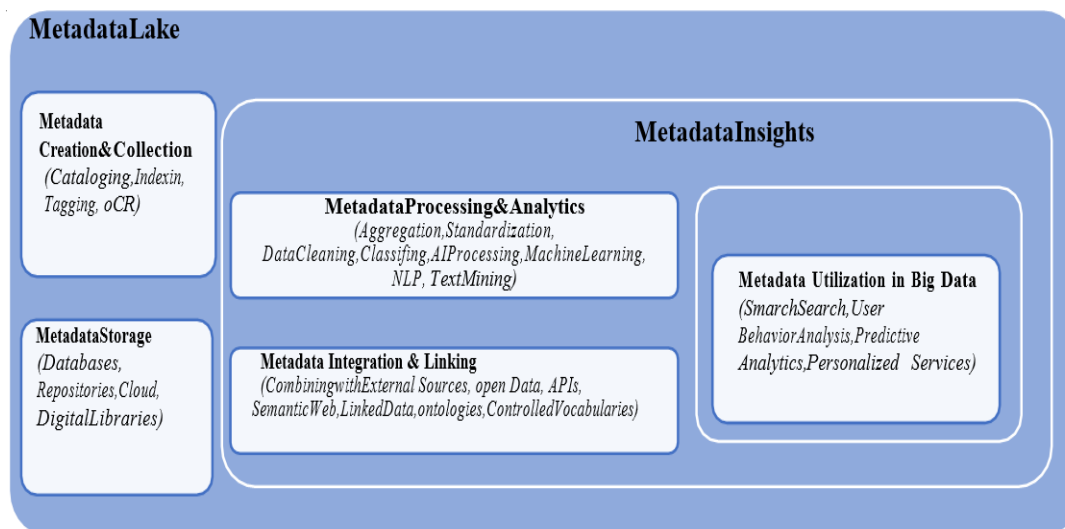 MetadataLake
Metadata
Creation&Collection
(Cataloging,Indexin,
Tagging, oCR)
MetadataStorage
(Databases,
Repositories,Cloud,
DigitalLibraries)
MetadataInsights
MetadataProcessing&Analytics
(Aggregation,Standardization,
DataCleaning,Classifing,AIProcessing,MachineLearning,
NLP, TextMining)
Metadata Integration & Linking
(CombiningwithExternal Sources, open Data, APIs,
SemanticWeb,LinkedData,ontologies,ControlledVocabularies)
Metadata Utilization in Big Data
(SmarchSearch,User
BehaviorAnalysis,Predictive
Analytics,Personalized Services)